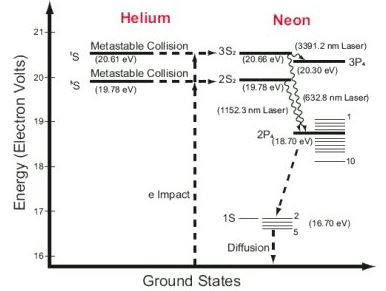 Helium
Neon
Energy (Electron Volts)
21
20
19
18
17
16
Metastable Collision
¹S
(20.61 eV)
Metastable Collision
(19.78 eV)
3S₂
(20.66 eV)
2S₂
(19.78 eV)
(3391.2 nm Laser)
3P₄
(20.30 eV)
(632.8 nm Laser)
(1152.3 nm Laser)
2P₄
(18.70 eV)
1
10
e Impact
1S
2
5
(16.70 eV)
Diffusion
Ground States